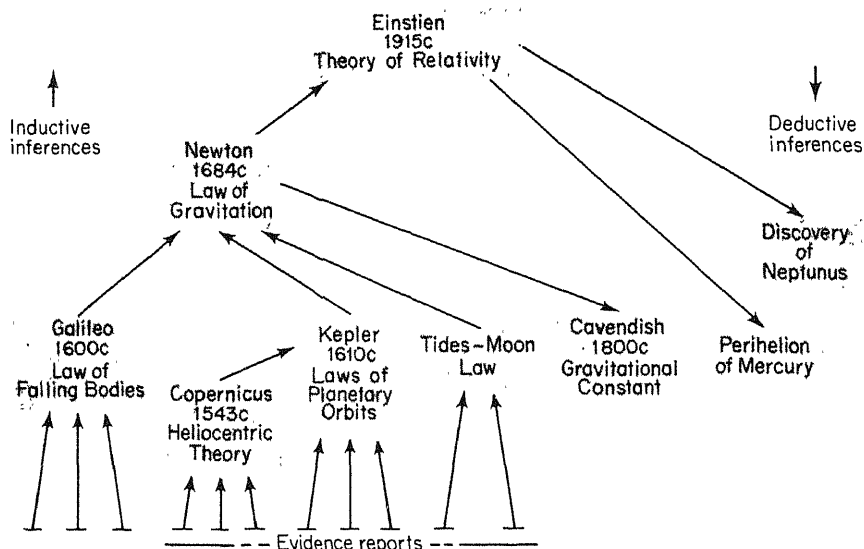 Einstien
1915c
Theory of Relativity
Inductive
inferences
Deductive
inferences
Newton
1684c
Law of
Gravitation
Discovery
of
Neptunus
Galileo
1600c
Law of
Falling Bodies
Copernicus
1543c
Heliocentric
Theory
Kepler
1610c
Laws of
Planetary
Orbits
Tides-Moon
Law
Cavendish
1800c
Gravitational
Constant
Perihelion
of Mercury
Evidence reports